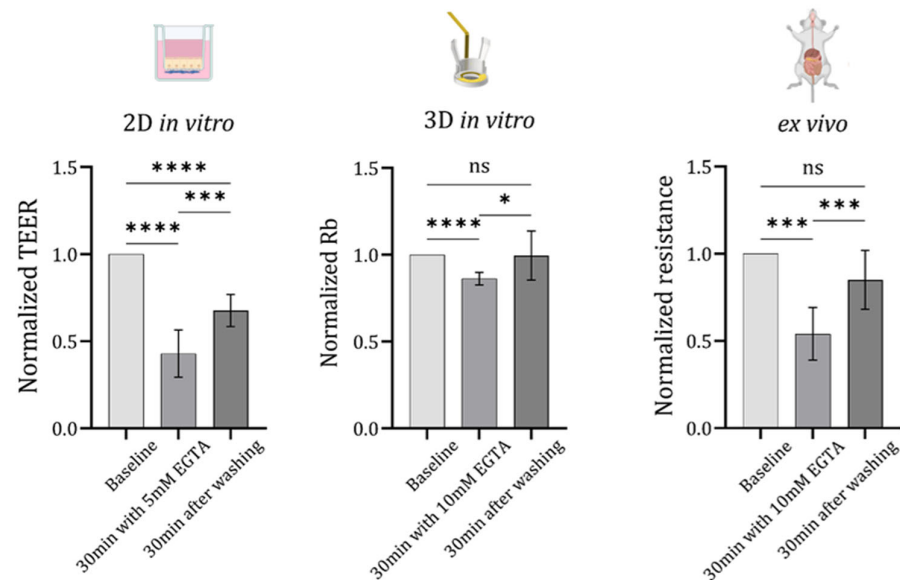 2D in vitro
3D in vitro
ex vivo
Normalized TEER
1.5
1.0
0.5
0.0
****
***
****
Baseline
30min with 5mM EGTA
30min after washing
Normalized Rb
1.5
1.0
0.5
0.0
ns
*
****
Baseline
30min with 10mM EGTA
30min after washing
Normalized resistance
1.5
1.0
0.5
0.0
ns
***
***
Baseline
30min with 10mM EGTA
30min after washing